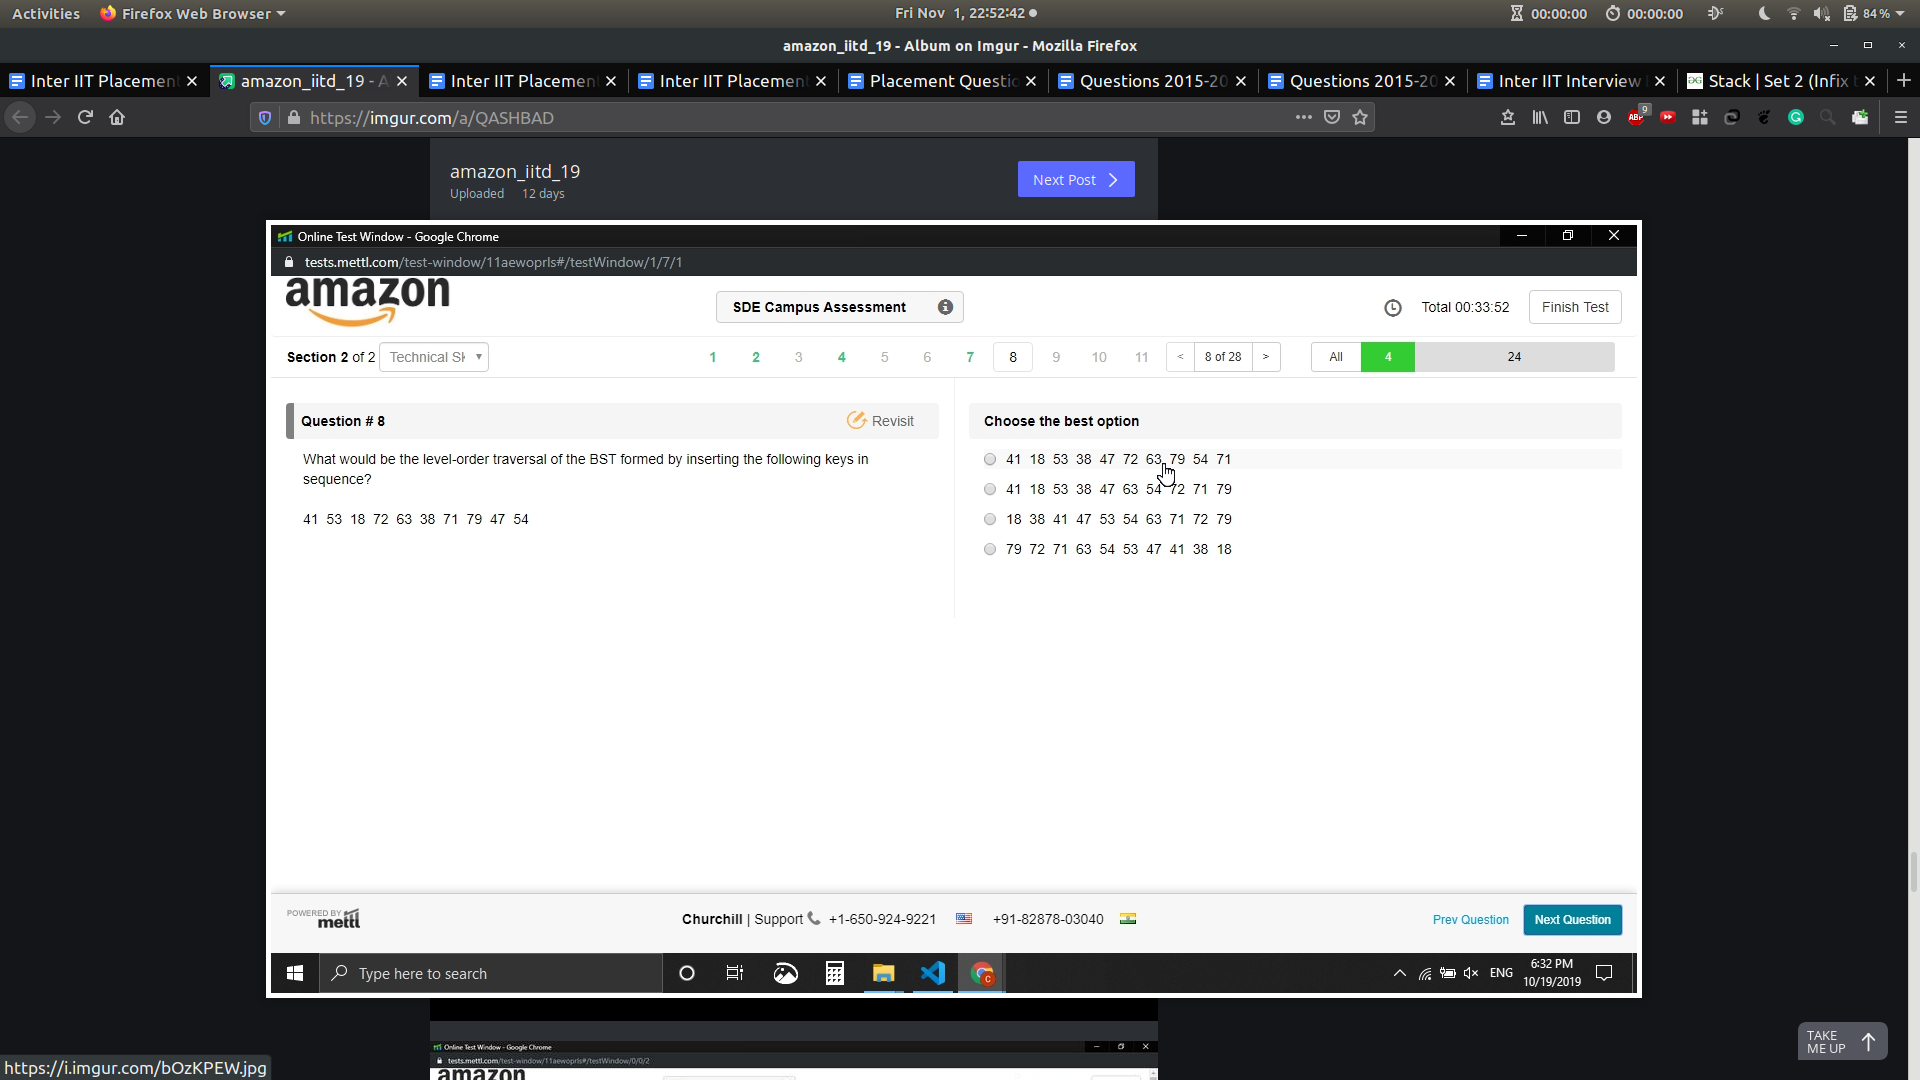 Activities Firefox Web Browser Fri Nov 1, 22:52:42 00:00:00 00:00:00 84%
amazon_iitd_19 - Album on Imgur - Mozilla Firefox
Inter IIT Placemen amazon_iitd_19 - A Inter IIT Placemen Inter IIT Placemen Placement Questio Questions 2015-20 Questions 2015-20 Inter IIT Interview Stack | Set 2 (Infix t
https://imgur.com/a/QASHBAD ABP 9
amazon_iitd_19
Uploaded 12 days
Next Post
Online Test Window - Google Chrome
tests.mettl.com/test-window/11aewoprls#/testWindow/1/7/1
amazon
SDE Campus Assessment
Total 00:33:52 Finish Test
Section 2 of 2 Technical Sk 1 2 3 4 5 6 7 8 9 10 11 < 8 of 28 > All 4 24
Question # 8 Revisit
What would be the level-order traversal of the BST formed by inserting the following keys in
sequence?
41 53 18 72 63 38 71 79 47 54
Choose the best option
41 18 53 38 47 72 63 79 54 71
41 18 53 38 47 63 54 72 71 79
18 38 41 47 53 54 63 71 72 79
79 72 71 63 54 53 47 41 38 18
POWERED BY
mettl
Churchill | Support +1-650-924-9221 +91-82878-03040
Prev Question Next Question
Type here to search
ENG 6:32 PM
10/19/2019
Online Test Window - Google Chrome
tests.mettl.com/test-window/11aewoprls#/testWindow/0/0/2
amazon
TAKE
ME UP
https://i.imgur.com/bOzKPEW.jpg